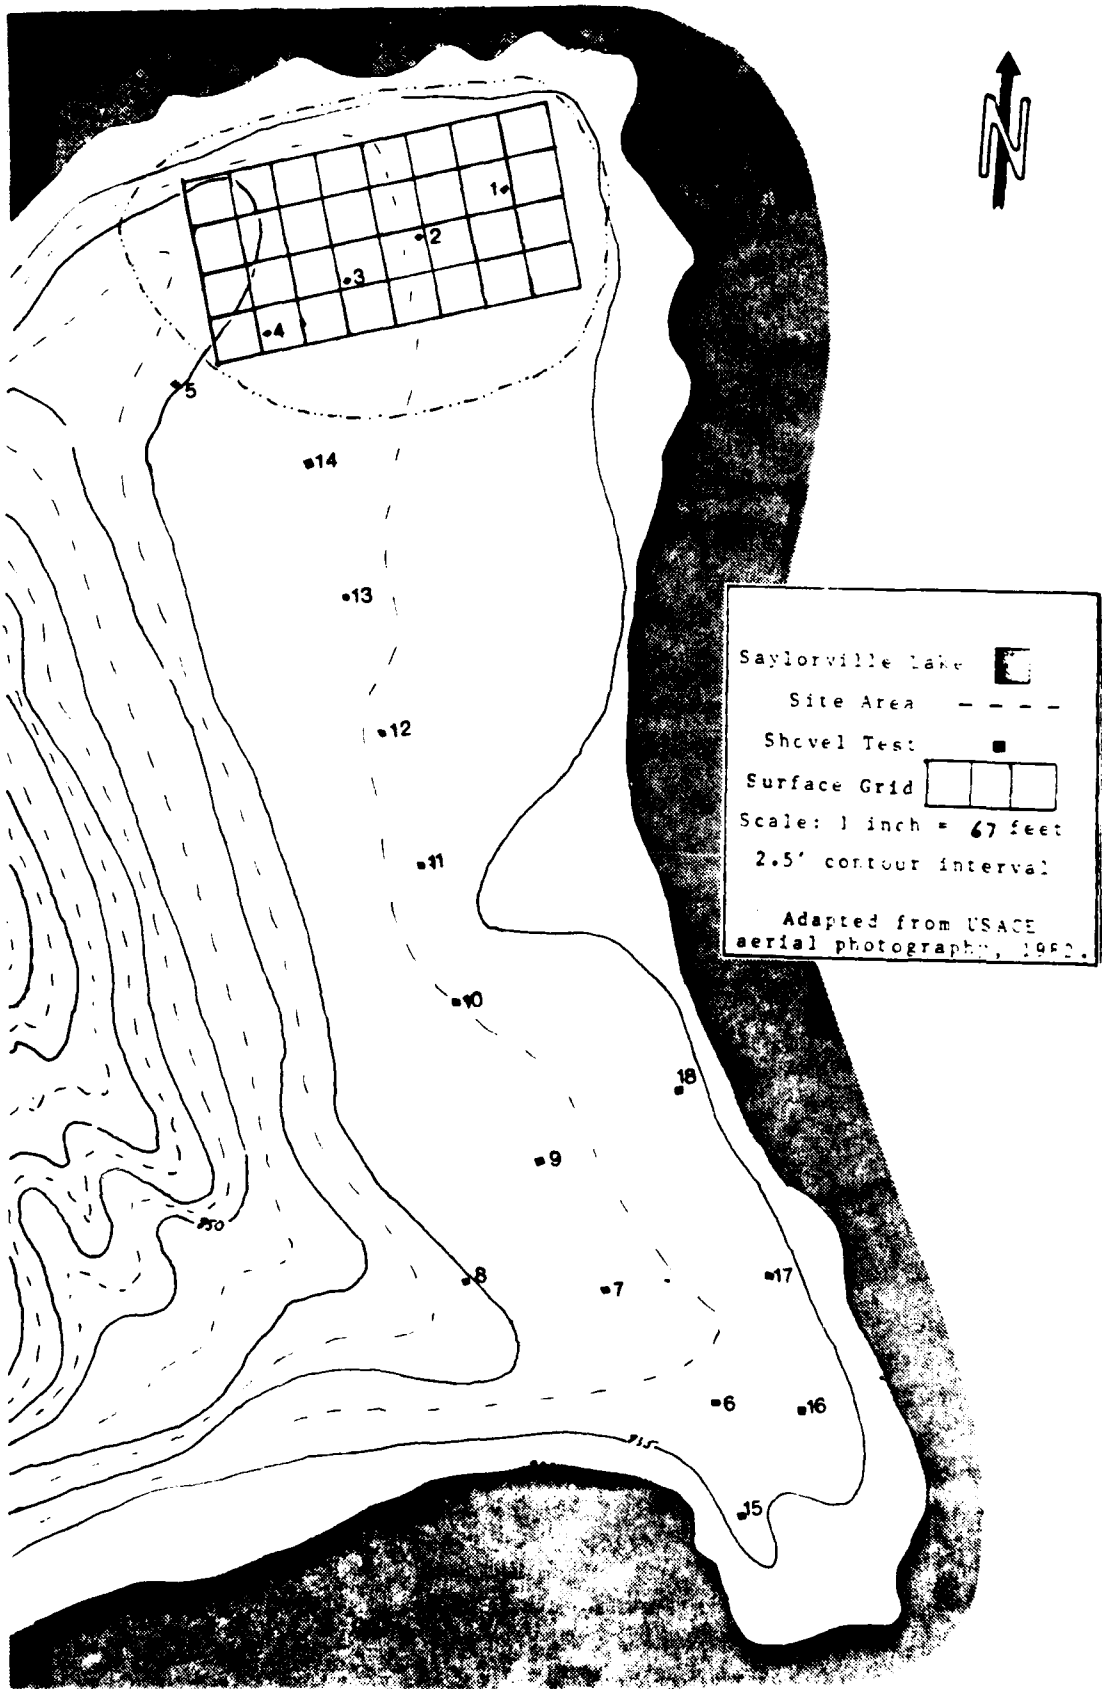 N
1
2
3
4
5
14
13
12
11
10
18
9
8
7
17
6
16
15
Saylorville Lake
Site Area
Shovel Test
Surface Grid
Scale: 1 inch = 67 feet
2.5' contour interval
Adapted from USACE
aerial photography,